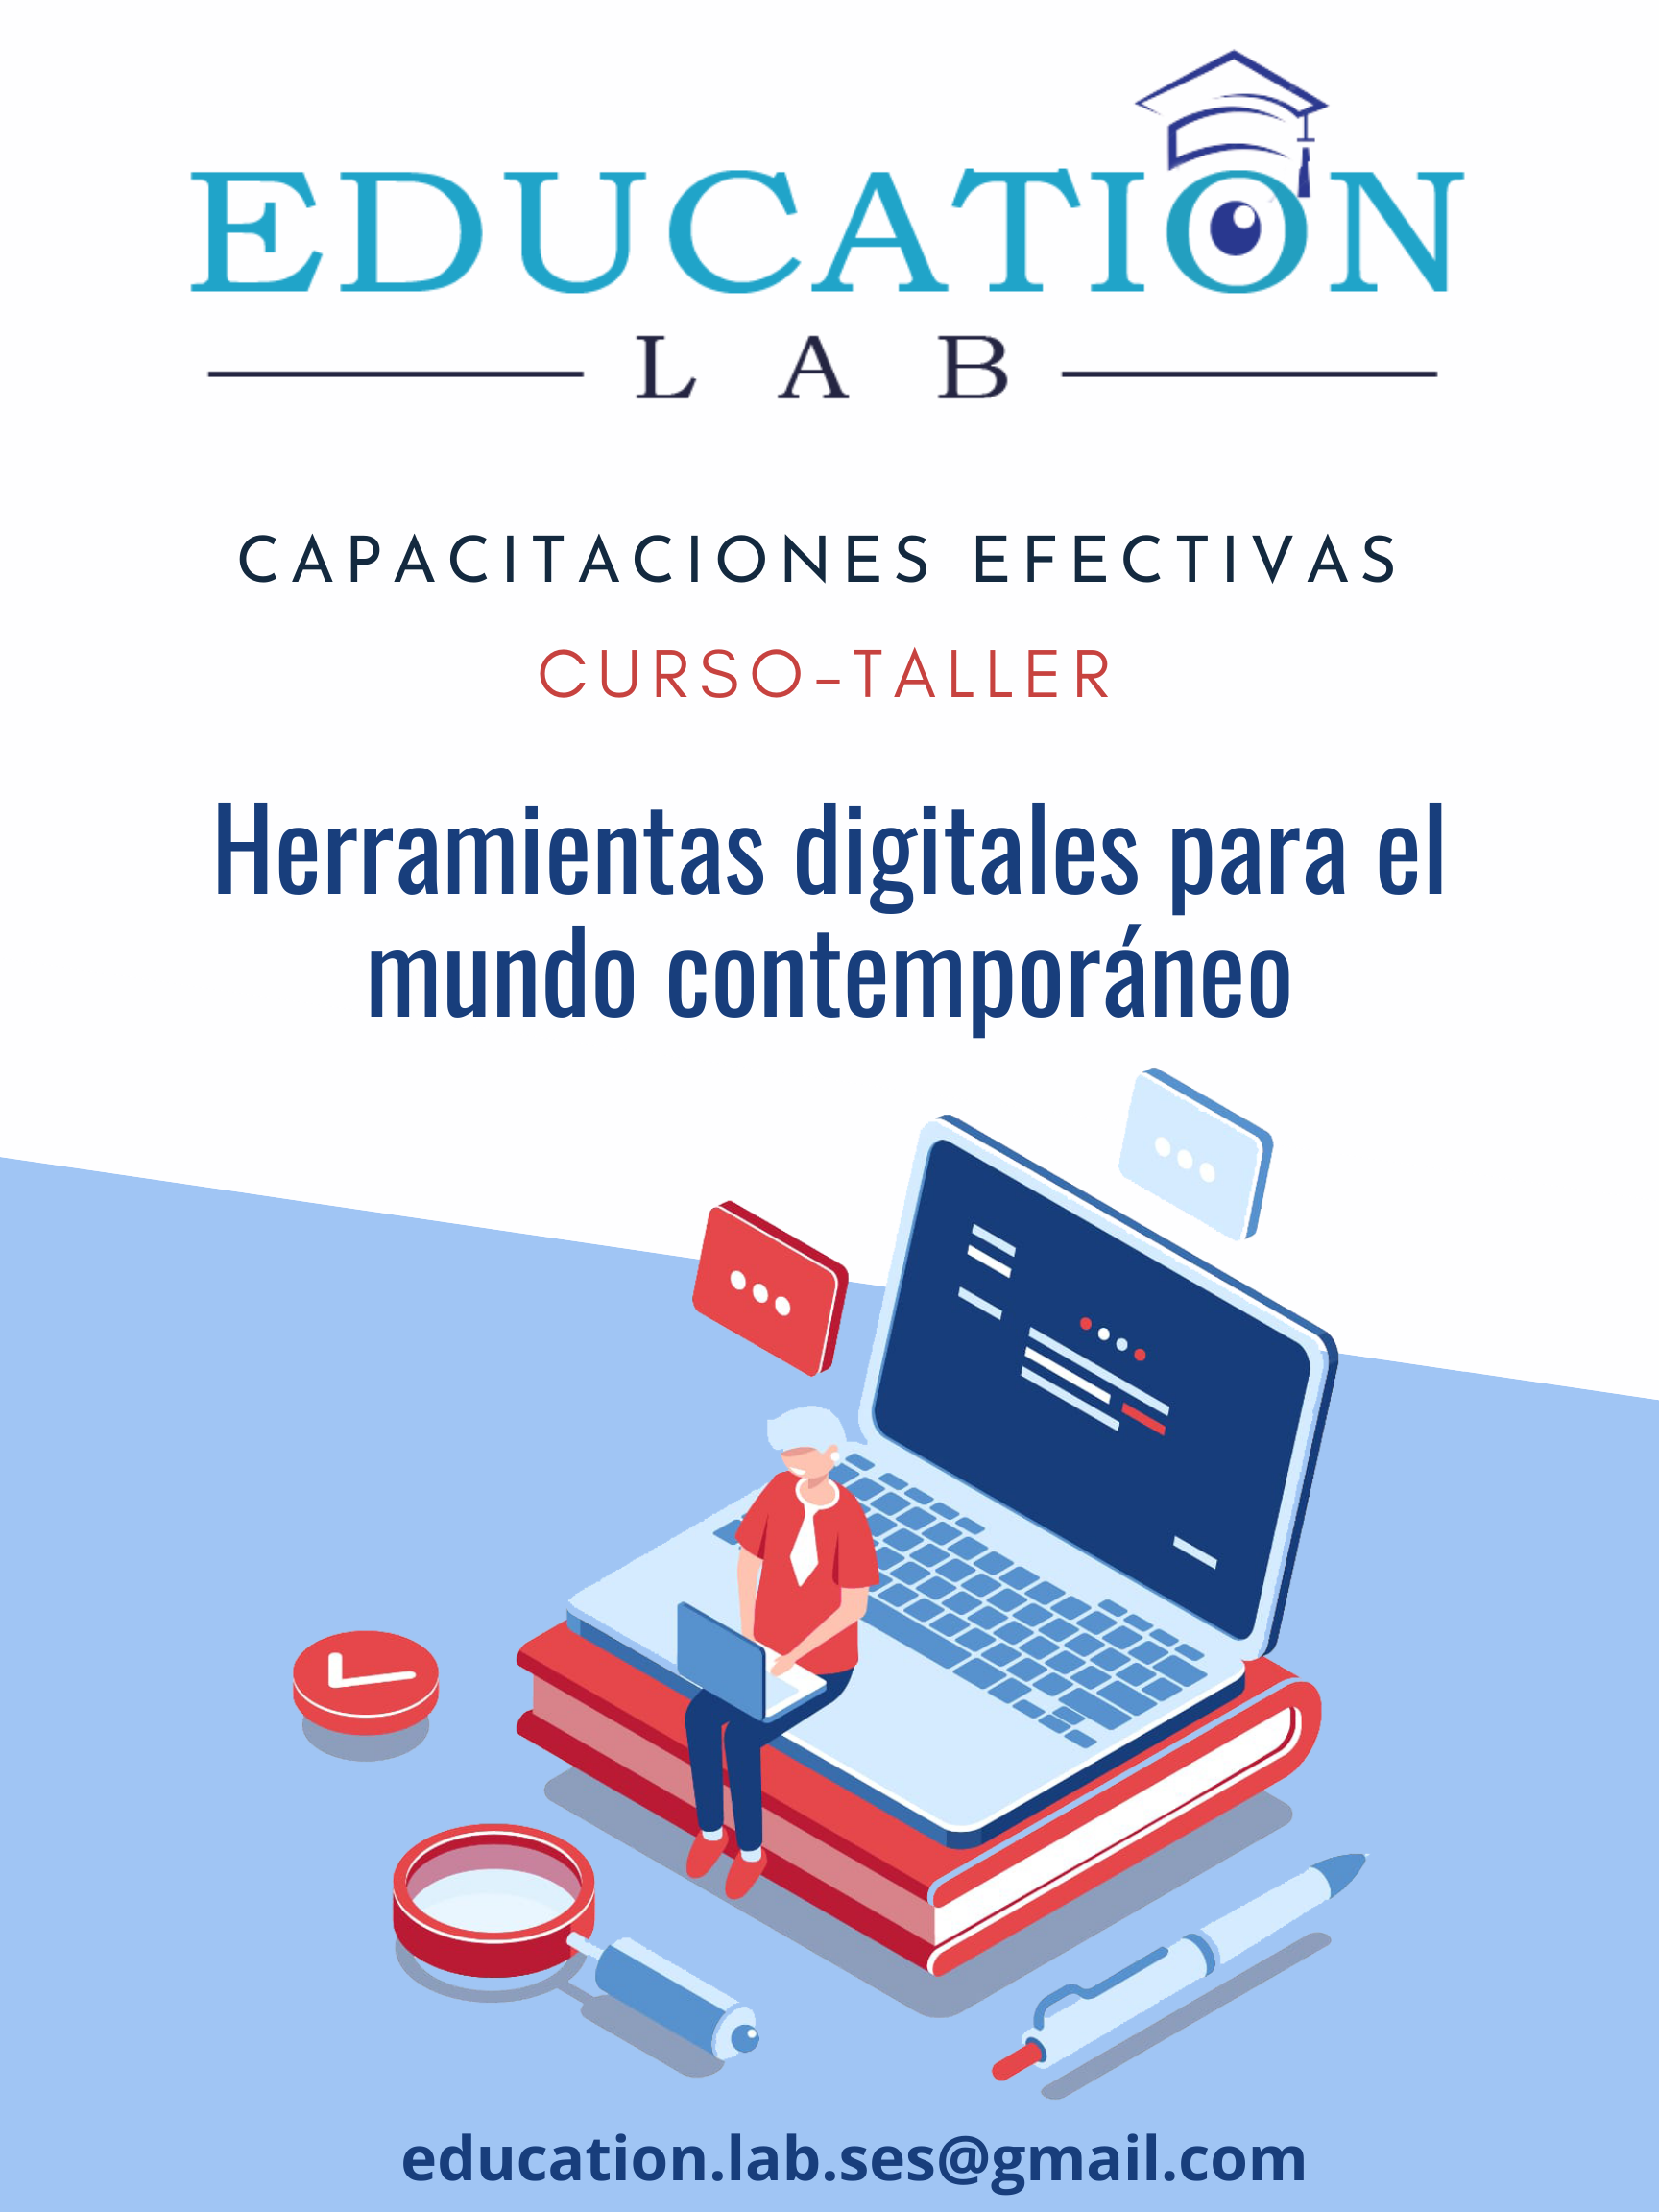 EDUCATION
LAB
CAPACITACIONES EFECTIVAS
CURSO-TALLER
Herramientas digitales para el
mundo contemporáneo
education.lab.ses@gmail.com